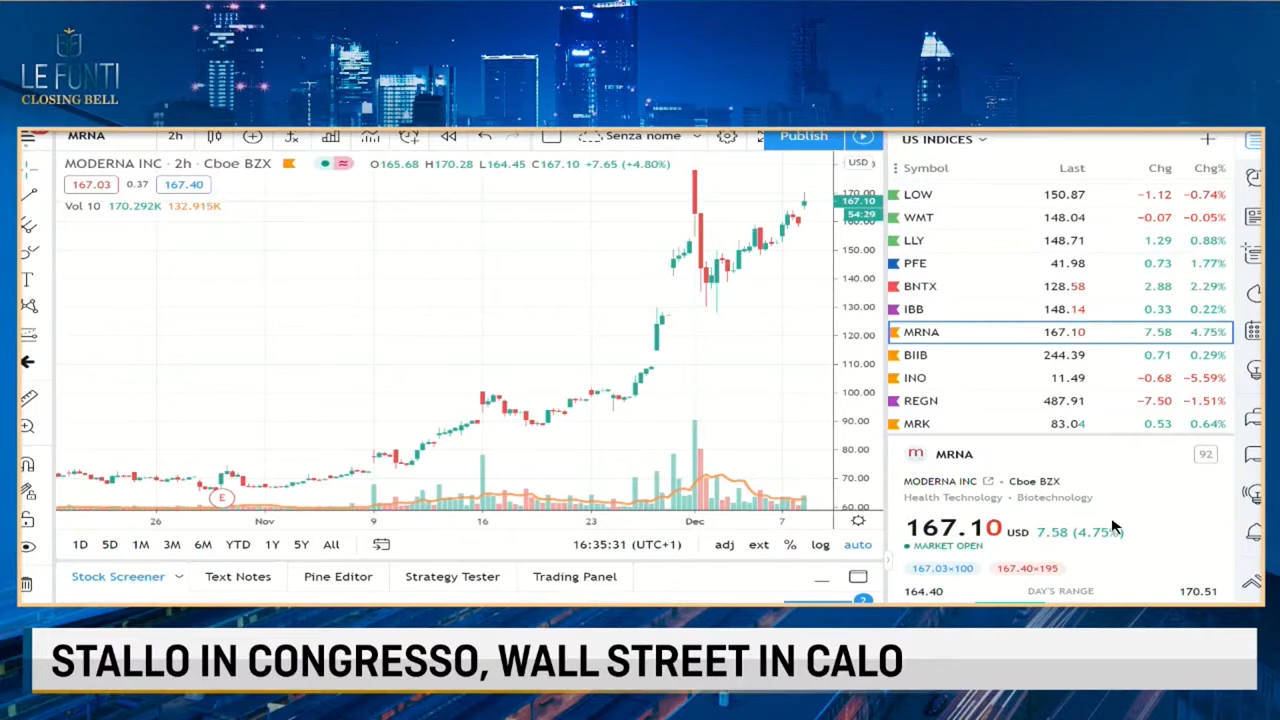 LE FONTI
CLOSING BELL
MRNA 2h Senza nome Publish
MODERNA INC · 2h · Cboe BZX O165.68 H170.28 L164.45 C167.10 +7.65 (+4.80%) USD
167.03 0.37 167.40
Vol 10 170.292K 132.915K
170.00
167.10
54:29
160.00
150.00
140.00
130.00
120.00
110.00
100.00
90.00
80.00
70.00
60.00
E
26 Nov 9 16 23 Dec 7
1D 5D 1M 3M 6M YTD 1Y 5Y All 16:35:31 (UTC+1) adj ext % log auto
Stock Screener Text Notes Pine Editor Strategy Tester Trading Panel
2
US INDICES
Symbol Last Chg Chg%
LOW 150.87 −1.12 −0.74%
WMT 148.04 −0.07 −0.05%
LLY 148.71 1.29 0.88%
PFE 41.98 0.73 1.77%
BNTX 128.58 2.88 2.29%
IBB 148.14 0.33 0.22%
MRNA 167.10 7.58 4.75%
BIIB 244.39 0.71 0.29%
INO 11.49 −0.68 −5.59%
REGN 487.91 −7.50 −1.51%
MRK 83.04 0.53 0.64%
m MRNA 92
MODERNA INC · Cboe BZX
Health Technology · Biotechnology
167.10 USD 7.58 (4.75%)
MARKET OPEN
167.03×100 167.40×195
164.40 DAY'S RANGE 170.51
STALLO IN CONGRESSO, WALL STREET IN CALO